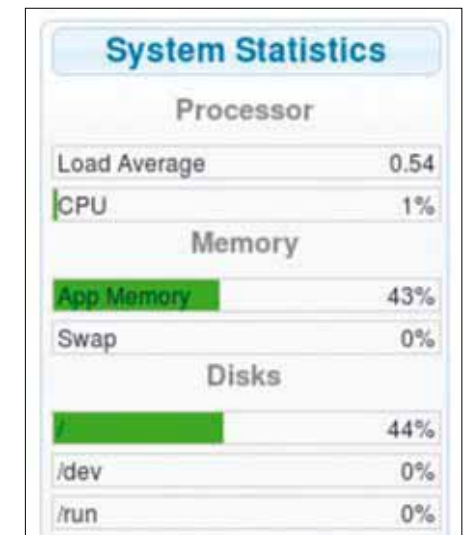 System Statistics
Processor
Load Average 0.54
CPU 1%
Memory
App Memory 43%
Swap 0%
Disks
/ 44%
/dev 0%
/run 0%